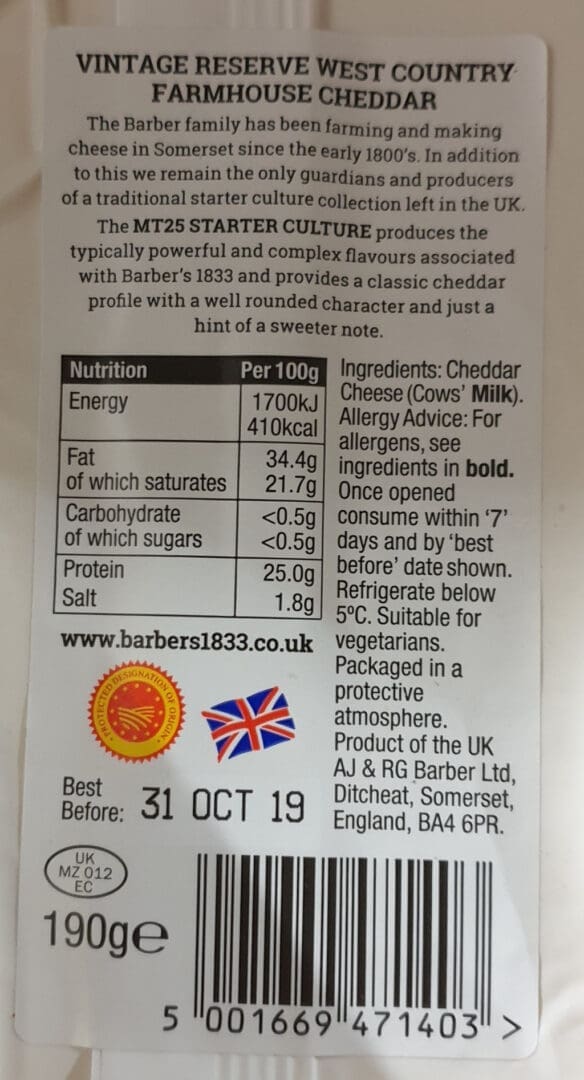 VINTAGE RESERVE WEST COUNTRY
FARMHOUSE CHEDDAR
The Barber family has been farming and making
cheese in Somerset since the early 1800's. In addition
to this we remain the only guardians and producers
of a traditional starter culture collection left in the UK.
The MT25 STARTER CULTURE produces the
typically powerful and complex flavours associated
with Barber's 1833 and provides a classic cheddar
profile with a well rounded character and just a
hint of a sweeter note.
Nutrition Per 100g
Energy 1700kJ
410kcal
Fat 34.4g
of which saturates 21.7g
Carbohydrate <0.5g
of which sugars <0.5g
Protein 25.0g
Salt 1.8g
Ingredients: Cheddar
Cheese (Cows' Milk).
Allergy Advice: For
allergens, see
ingredients in bold.
Once opened
consume within '7'
days and by 'best
before' date shown.
Refrigerate below
5ºC. Suitable for
vegetarians.
Packaged in a
protective
atmosphere.
Product of the UK
AJ & RG Barber Ltd,
Ditcheat, Somerset,
England, BA4 6PR.
www.barbers1833.co.uk
PROTECTED DESIGNATION OF ORIGIN
Best
Before: 31 OCT 19
UK
MZ 012
EC
190g℮
5 001669 471403 >